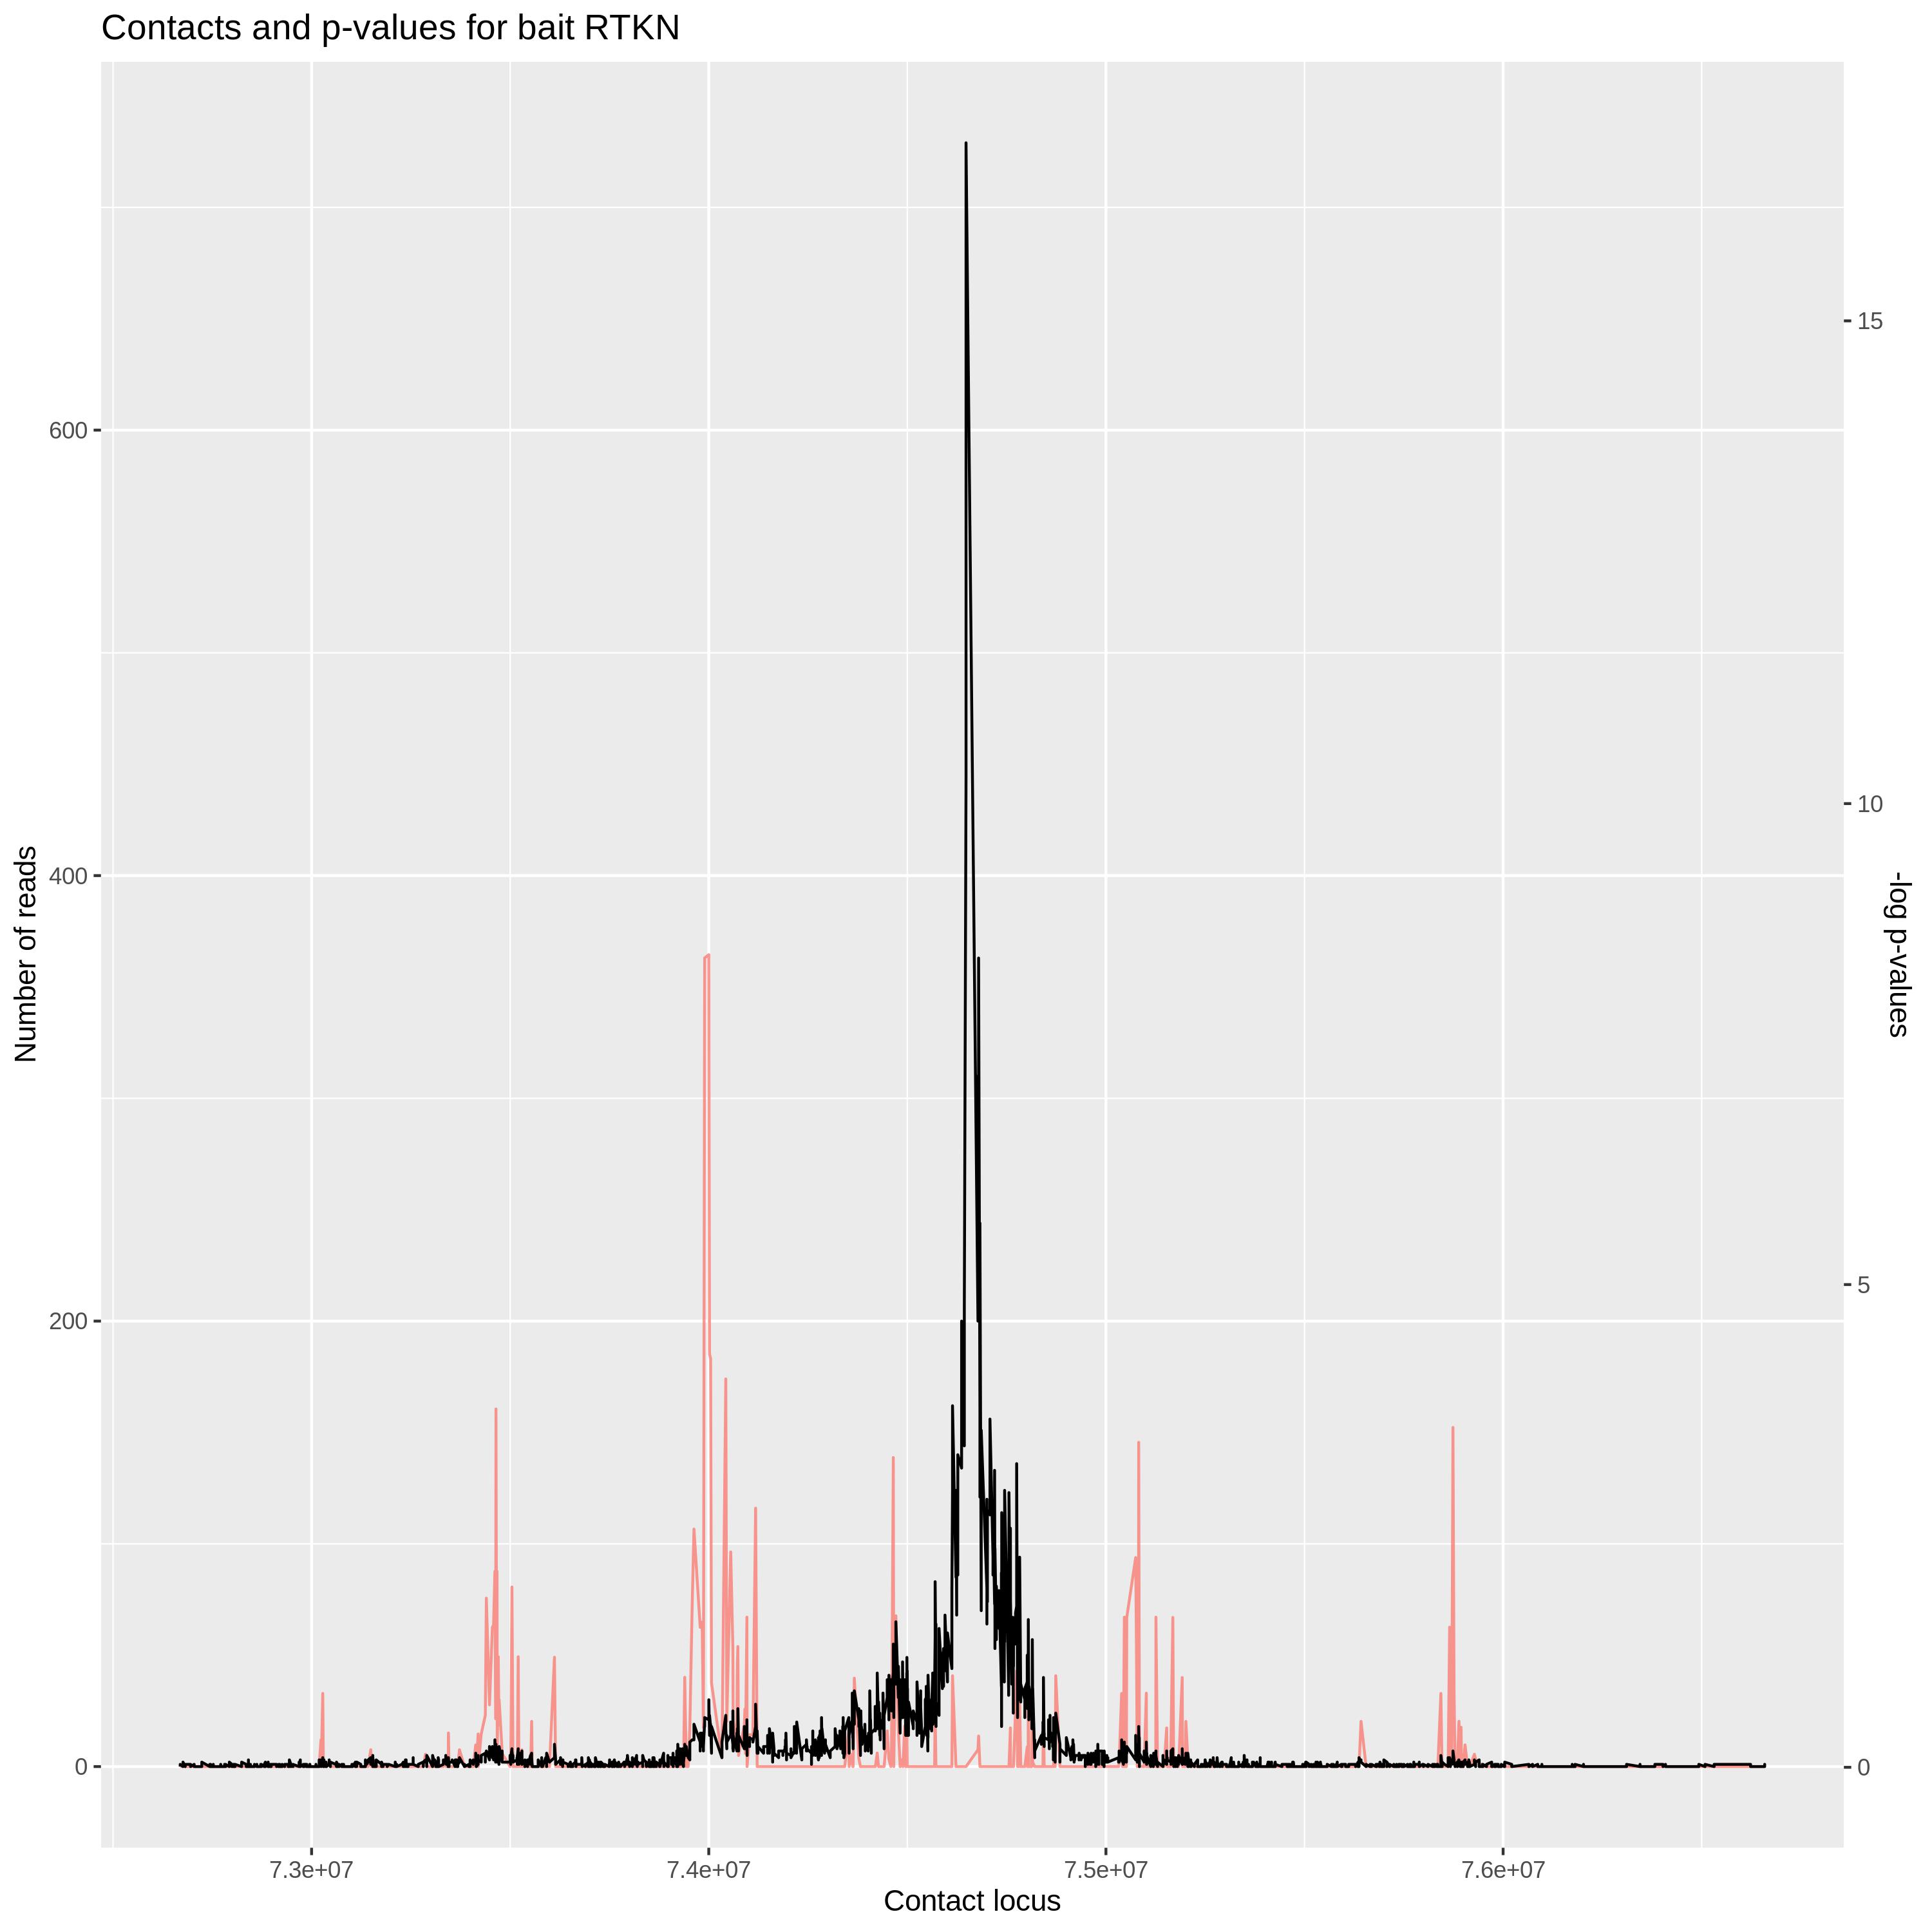 Contacts and p-values for bait RTKN
Number of reads
600
400
200
0
15
10
5
0
-log p-values
7.3e+07 7.4e+07 7.5e+07 7.6e+07
Contact locus